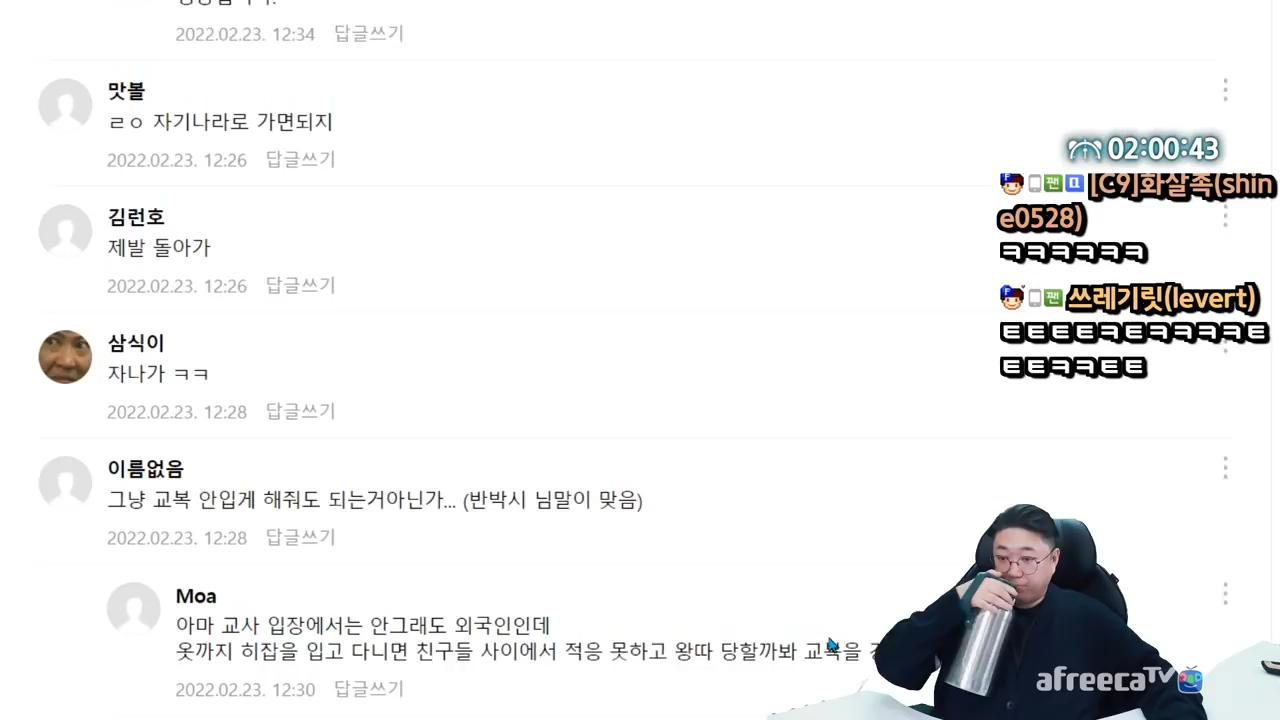 2022.02.23. 12:34 답글쓰기
맛볼
ㄹㅇ 자기나라로 가면되지
2022.02.23. 12:26 답글쓰기
김런호
제발 돌아가
2022.02.23. 12:26 답글쓰기
삼식이
자나가 ㅋㅋ
2022.02.23. 12:28 답글쓰기
이름없음
그냥 교복 안입게 해줘도 되는거아닌가... (반박시 님말이 맞음)
2022.02.23. 12:28 답글쓰기
Moa
아마 교사 입장에서는 안그래도 외국인인데
옷까지 히잡을 입고 다니면 친구들 사이에서 적응 못하고 왕따 당할까봐 교복을
2022.02.23. 12:30 답글쓰기
02:00:43
[C9]화살촉(shin
e0528)
ㅋㅋㅋㅋㅋㅋ
쓰레기릿(levert)
ㅌㅌㅌㅌㅋㅌㅋㅋㅋㅋㅌ
ㅌㅌㅋㅋㅌㅌ
afreecaTV